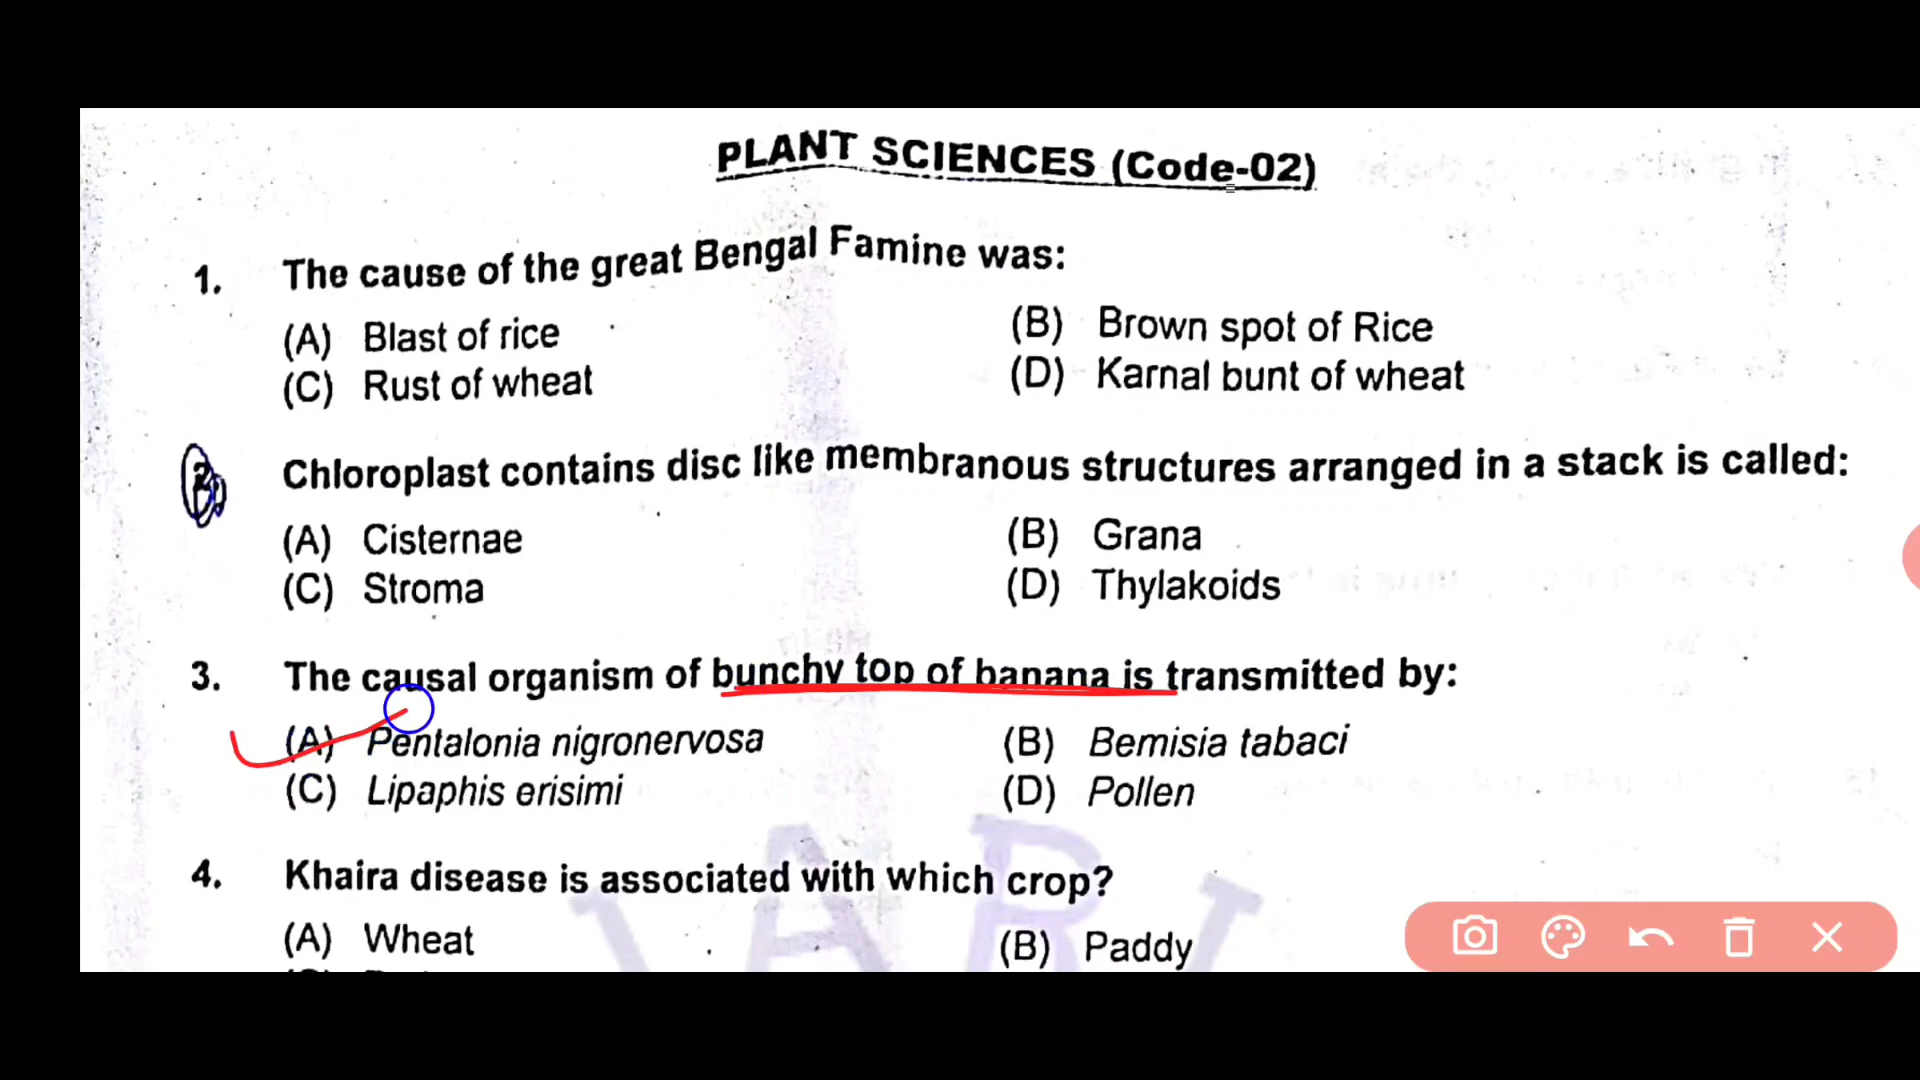 PLANT SCIENCES (Code-02)
1. The cause of the great Bengal Famine was:
(A) Blast of rice (B) Brown spot of Rice
(C) Rust of wheat (D) Karnal bunt of wheat
2. Chloroplast contains disc like membranous structures arranged in a stack is called:
(A) Cisternae (B) Grana
(C) Stroma (D) Thylakoids
3. The causal organism of bunchy top of banana is transmitted by:
(A) Pentalonia nigronervosa (B) Bemisia tabaci
(C) Lipaphis erisimi (D) Pollen
4. Khaira disease is associated with which crop?
(A) Wheat (B) Paddy